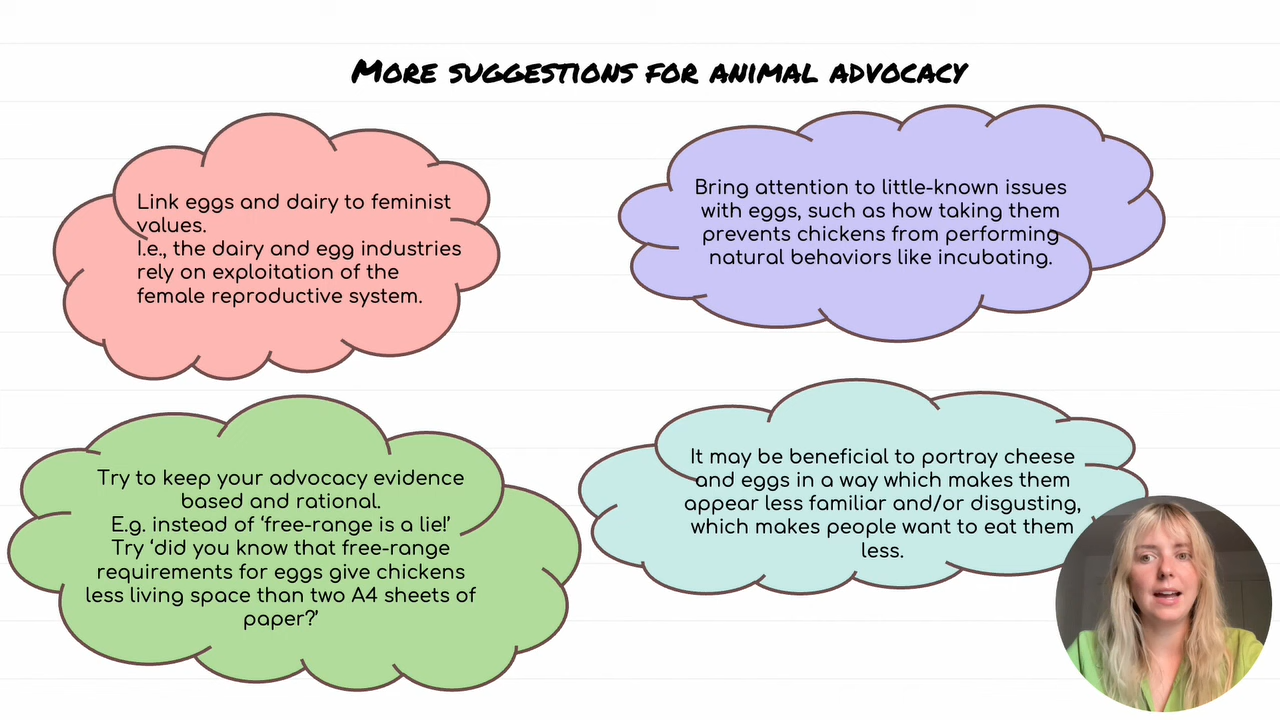 MORE SUGGESTIONS FOR ANIMAL ADVOCACY
Link eggs and dairy to feminist
values.
I.e., the dairy and egg industries
rely on exploitation of the
female reproductive system.
Bring attention to little-known issues
with eggs, such as how taking them
prevents chickens from performing
natural behaviors like incubating.
Try to keep your advocacy evidence
based and rational.
E.g. instead of ‘free-range is a lie!’
Try ‘did you know that free-range
requirements for eggs give chickens
less living space than two A4 sheets of
paper?’
It may be beneficial to portray cheese
and eggs in a way which makes them
appear less familiar and/or disgusting,
which makes people want to eat them
less.